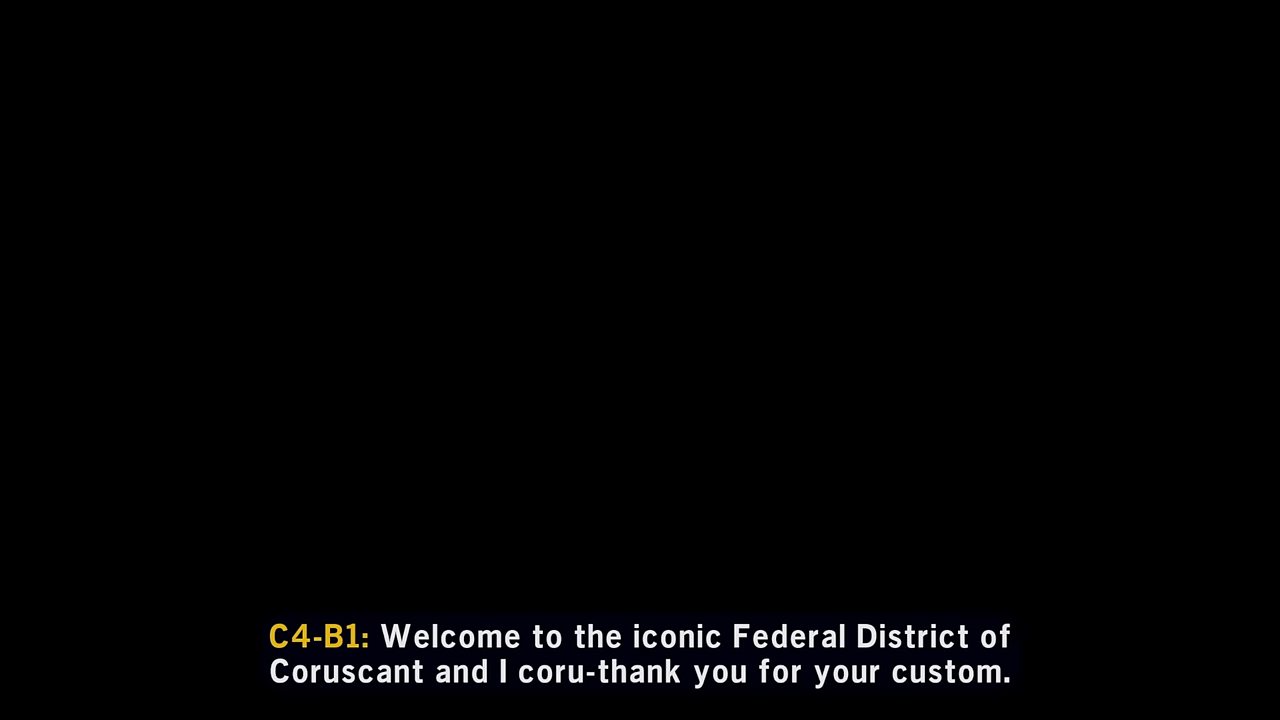 C4-B1: Welcome to the iconic Federal District of
Coruscant and I coru-thank you for your custom.